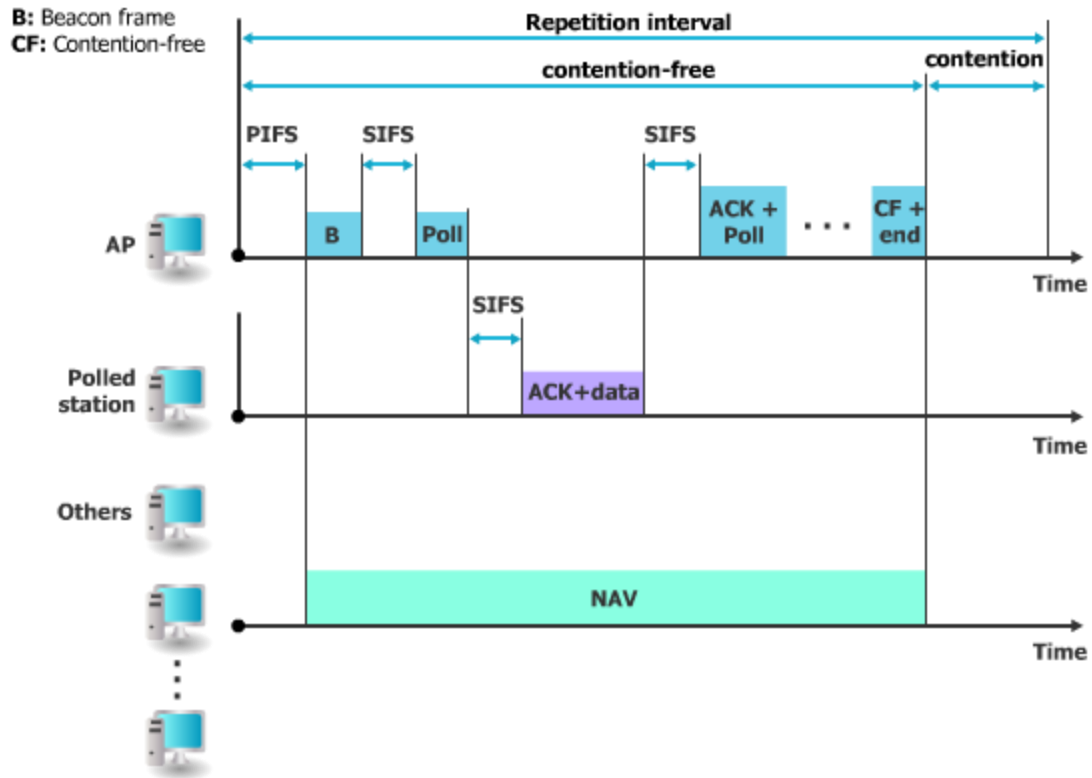 B: Beacon frame
CF: Contention-free
Repetition interval
contention-free
contention
PIFS
SIFS
SIFS
AP
B
Poll
ACK +
Poll
. . .
CF +
end
Time
SIFS
Polled
station
ACK+data
Time
Others
NAV
Time